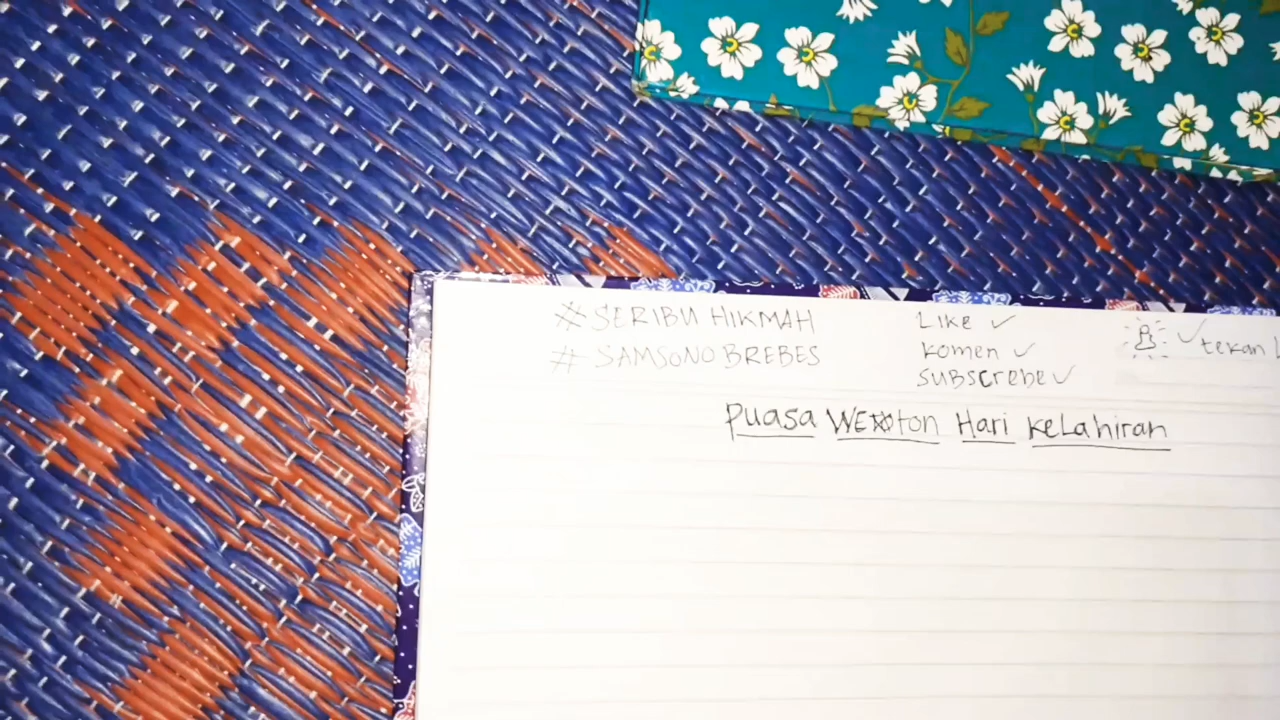 # SERIBU HIKMAH
# SAMSONO BREBES
Like ✓
komen ✓
subscrebe ✓
✓ tekan
Puasa WEton Hari KeLahiran